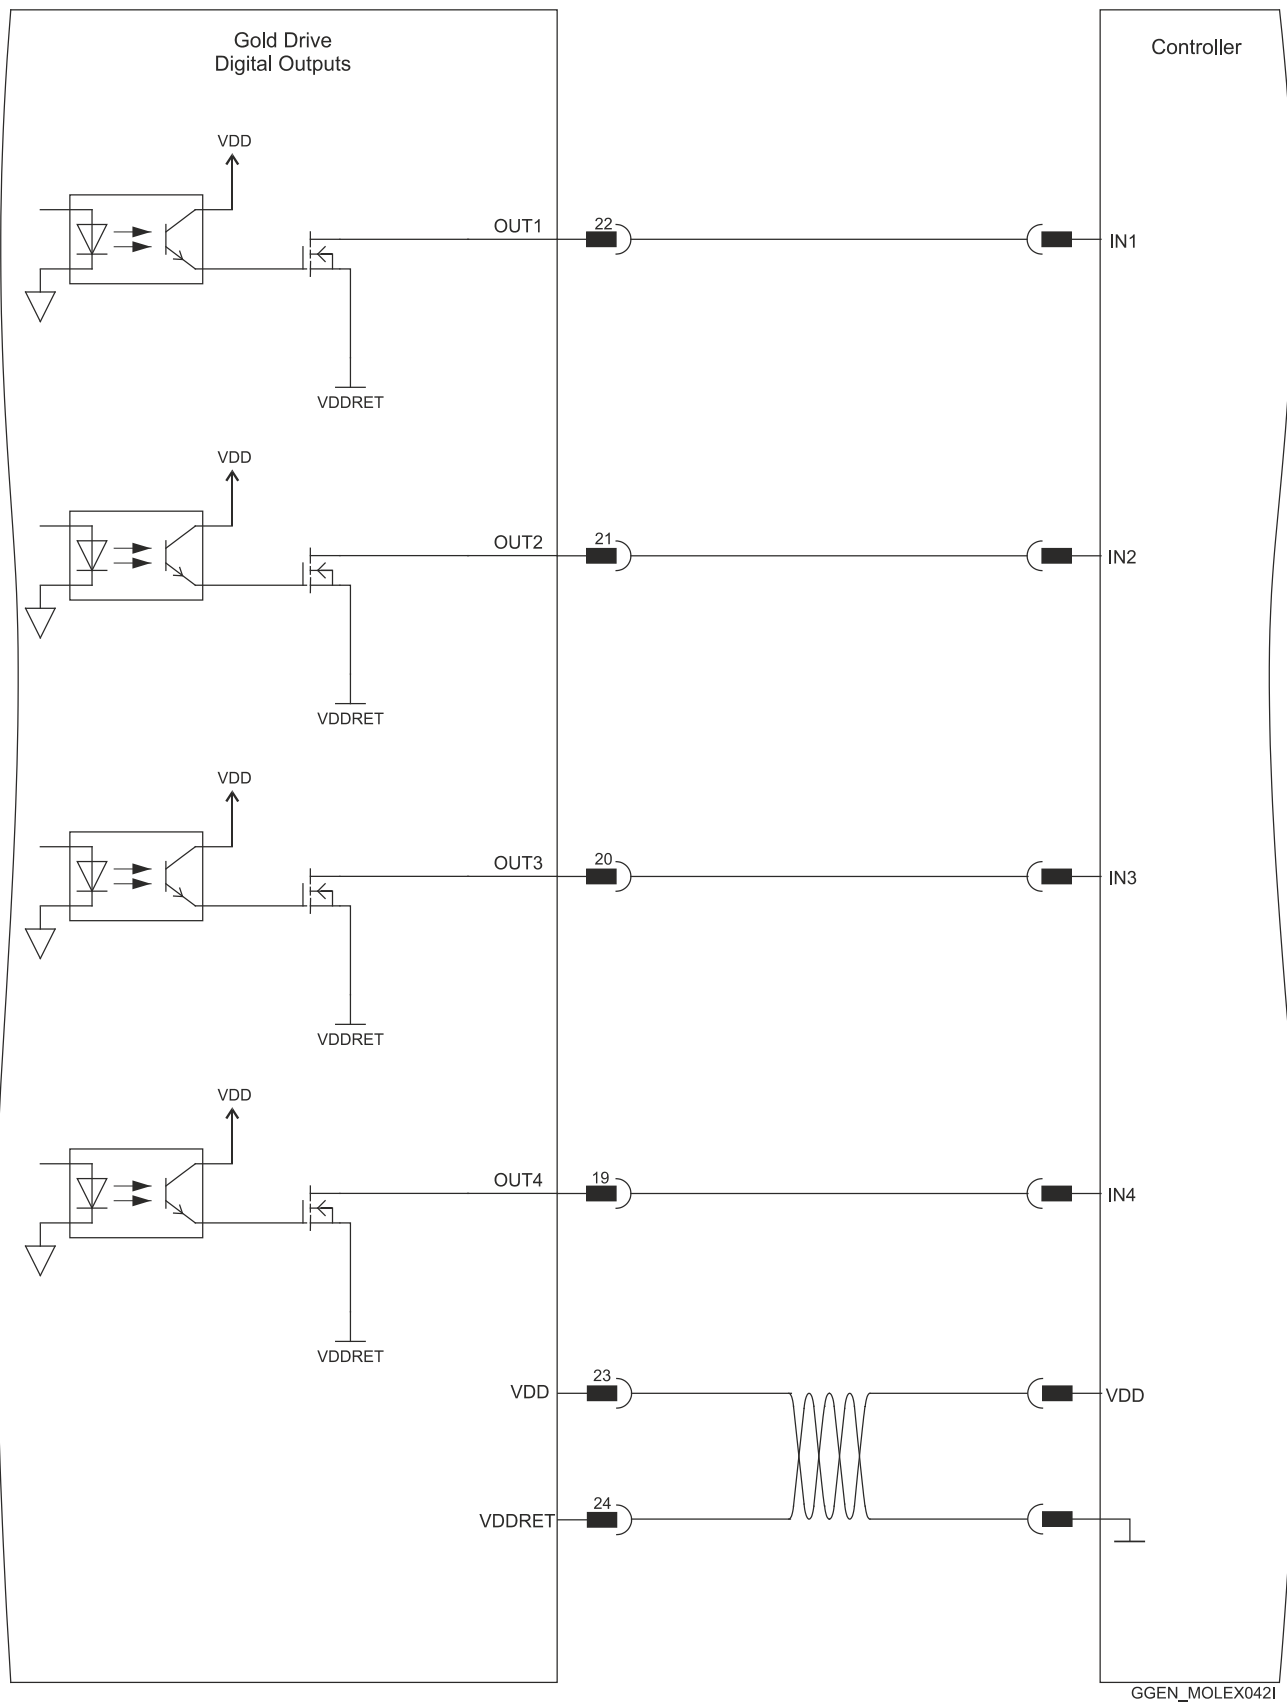 Gold Drive
Digital Outputs
Controller
VDD
OUT1
22
IN1
VDDRET
VDD
OUT2
21
IN2
VDDRET
VDD
OUT3
20
IN3
VDDRET
VDD
OUT4
19
IN4
VDDRET
VDD
23
VDD
VDDRET
24
GGEN_MOLEX042I